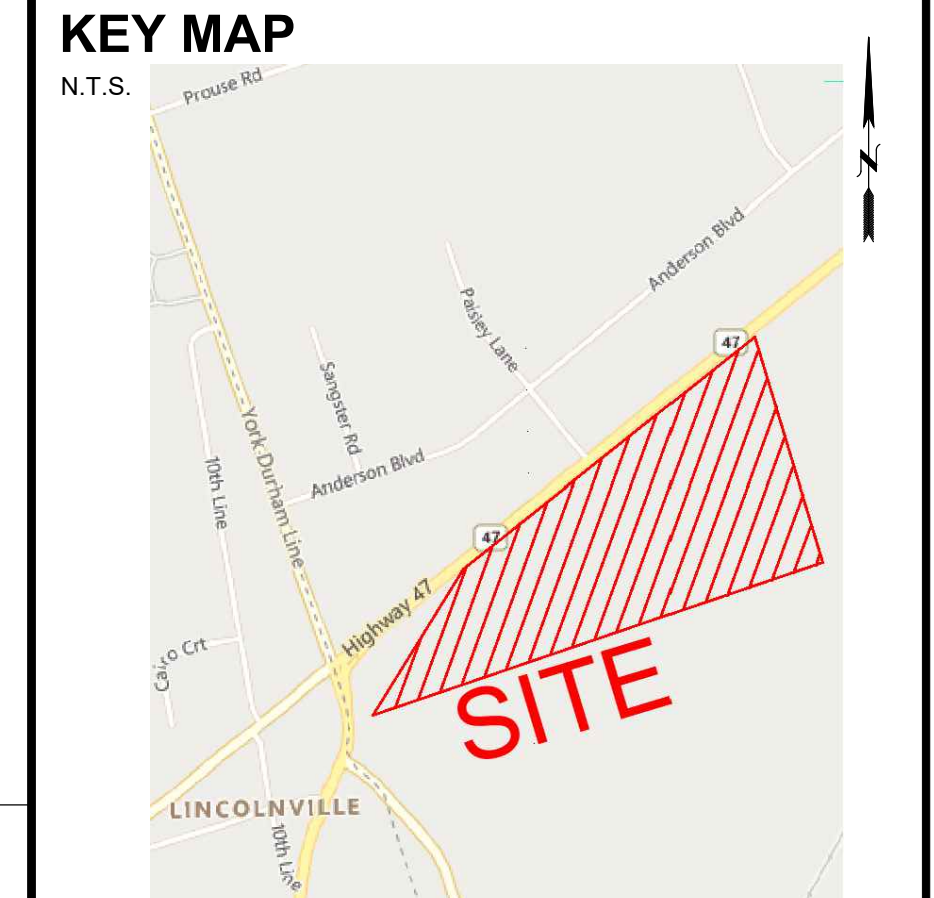 KEY MAP
N.T.S.
Prouse Rd
N
Anderson Blvd
Paisley Lane
47
Sangster Rd
York-Durham Line
10th Line
Anderson Blvd
47
Highway 47
Cairo Crt
SITE
LINCOLNVILLE
10th Line